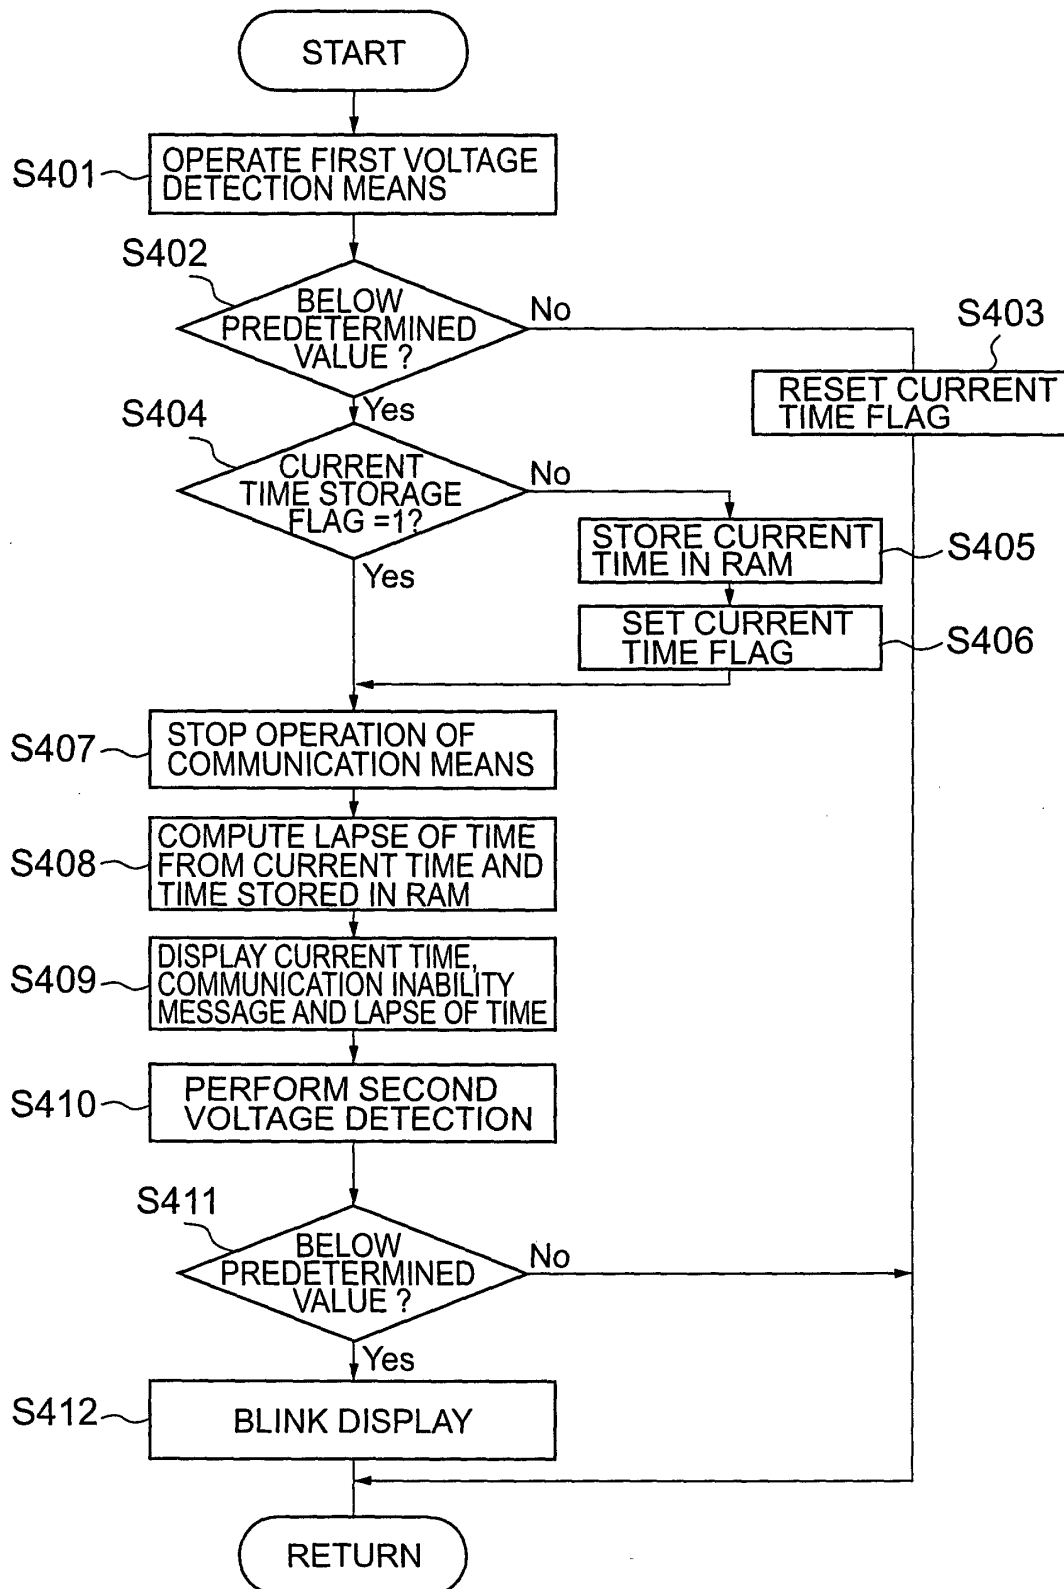 START
S401
OPERATE FIRST VOLTAGE
DETECTION MEANS
S402
BELOW
PREDETERMINED
VALUE ?
No
Yes
S403
RESET CURRENT
TIME FLAG
S404
CURRENT
TIME STORAGE
FLAG =1?
No
Yes
STORE CURRENT
TIME IN RAM
S405
SET CURRENT
TIME FLAG
S406
S407
STOP OPERATION OF
COMMUNICATION MEANS
S408
COMPUTE LAPSE OF TIME
FROM CURRENT TIME AND
TIME STORED IN RAM
S409
DISPLAY CURRENT TIME,
COMMUNICATION INABILITY
MESSAGE AND LAPSE OF TIME
S410
PERFORM SECOND
VOLTAGE DETECTION
S411
BELOW
PREDETERMINED
VALUE ?
No
Yes
S412
BLINK DISPLAY
RETURN